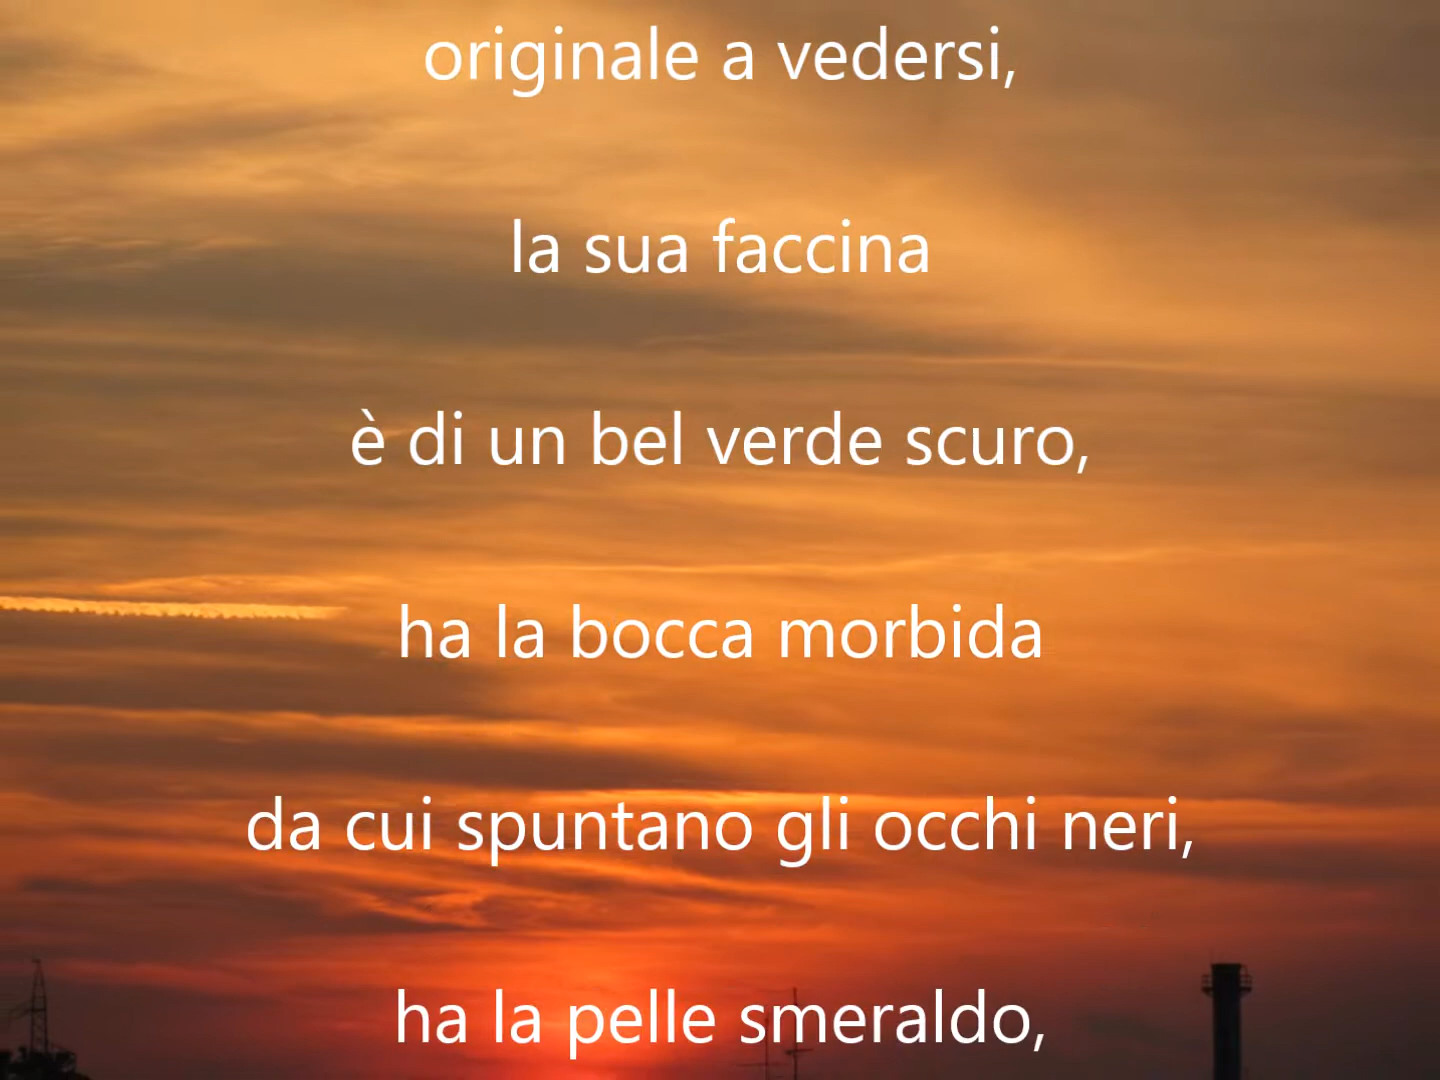 originale a vedersi,
la sua faccina
è di un bel verde scuro,
ha la bocca morbida
da cui spuntano gli occhi neri,
ha la pelle smeraldo,